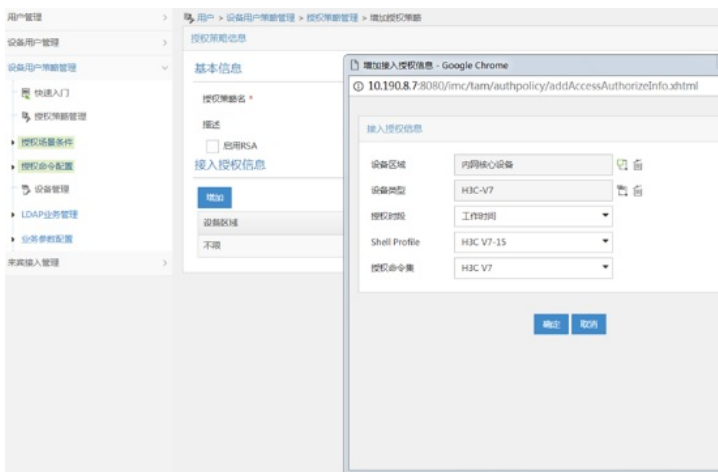 用户管理
设备用户管理
设备用户策略管理
快速入门
授权策略管理
授权场景条件
授权命令配置
设备管理
LDAP业务管理
业务参数配置
来宾接入管理
用户 > 设备用户策略管理 > 授权策略管理 > 增加授权策略
授权策略信息
基本信息
授权策略名 *
描述
启用RSA
接入授权信息
增加
设备区域
不限
增加接入授权信息 - Google Chrome
10.190.8.7:8080/imc/tam/authpolicy/addAccessAuthorizeInfo.xhtml
接入授权信息
设备区域 内网核心设备
设备类型 H3C-V7
授权时段 工作时间
Shell Profile H3C V7-15
授权命令集 H3C V7
确定 取消